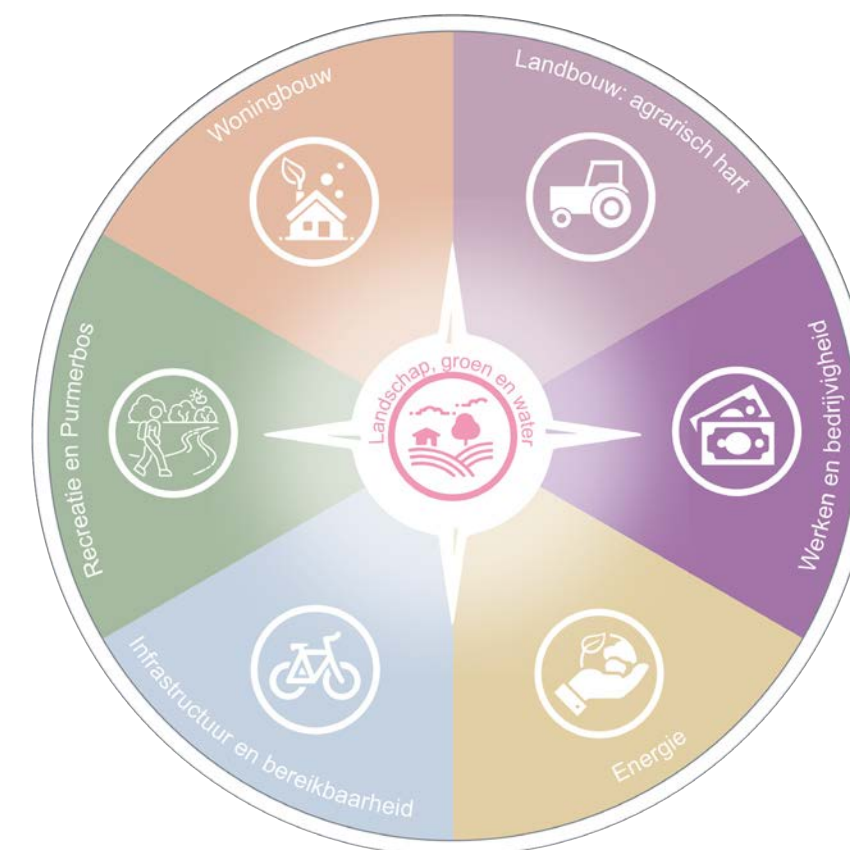 Woningbouw
Landbouw: agrarisch hart
Recreatie en Purmerbos
Landschap, groen en water
Werken en bedrijvigheid
Infrastructuur en bereikbaarheid
Energie